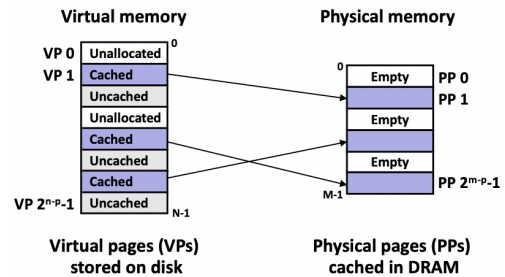 Virtual memory
Physical memory
VP 0 Unallocated 0
VP 1 Cached
Uncached
Unallocated
Cached
Uncached
Cached
VP 2ⁿ⁻ᵖ-1 Uncached
N-1
0
Empty PP 0
PP 1
Empty
Empty
PP 2ᵐ⁻ᵖ-1
M-1
Virtual pages (VPs)
stored on disk
Physical pages (PPs)
cached in DRAM